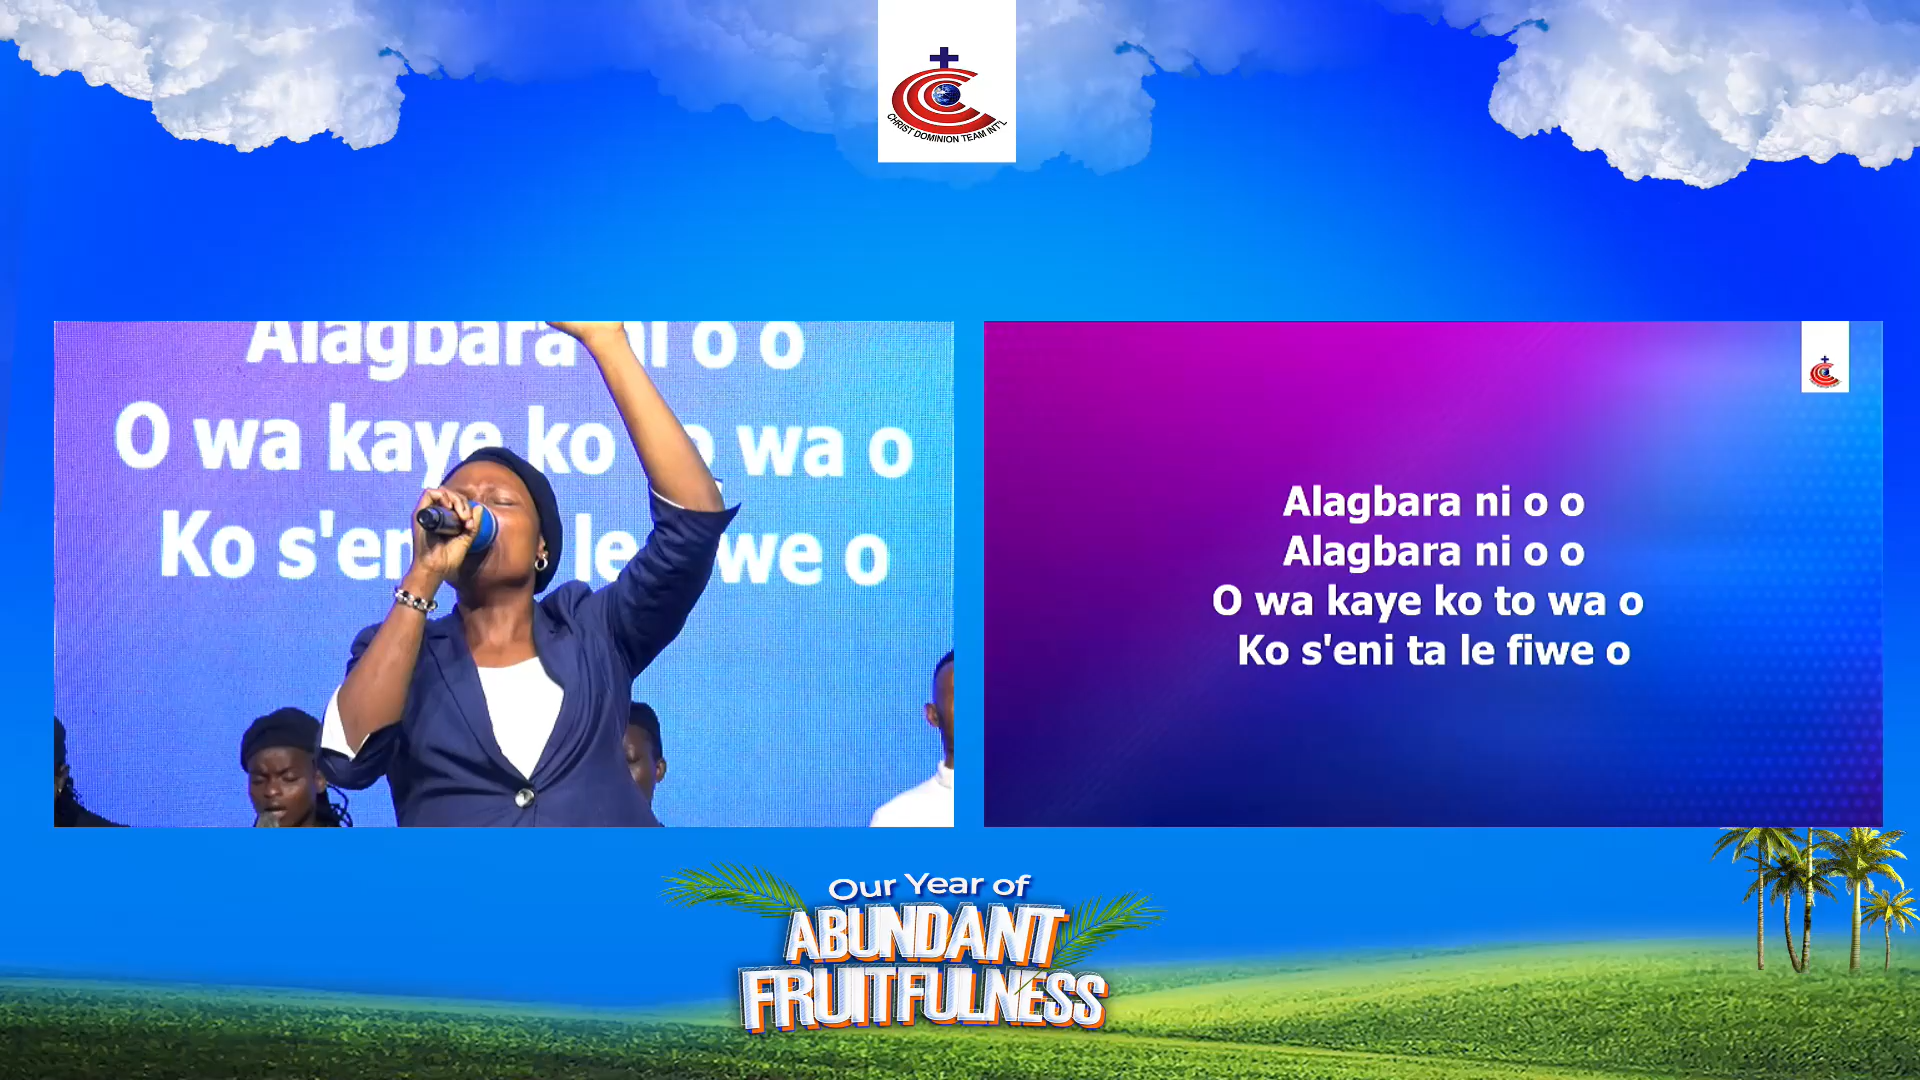 CHRIST DOMINION TEAM INT'L
Alagbara ni o o
O wa kaye ko wa o
Ko s'eni le we o
Alagbara ni o o
Alagbara ni o o
O wa kaye ko to wa o
Ko s'eni ta le fiwe o
Our Year of
ABUNDANT
FRUITFULNESS